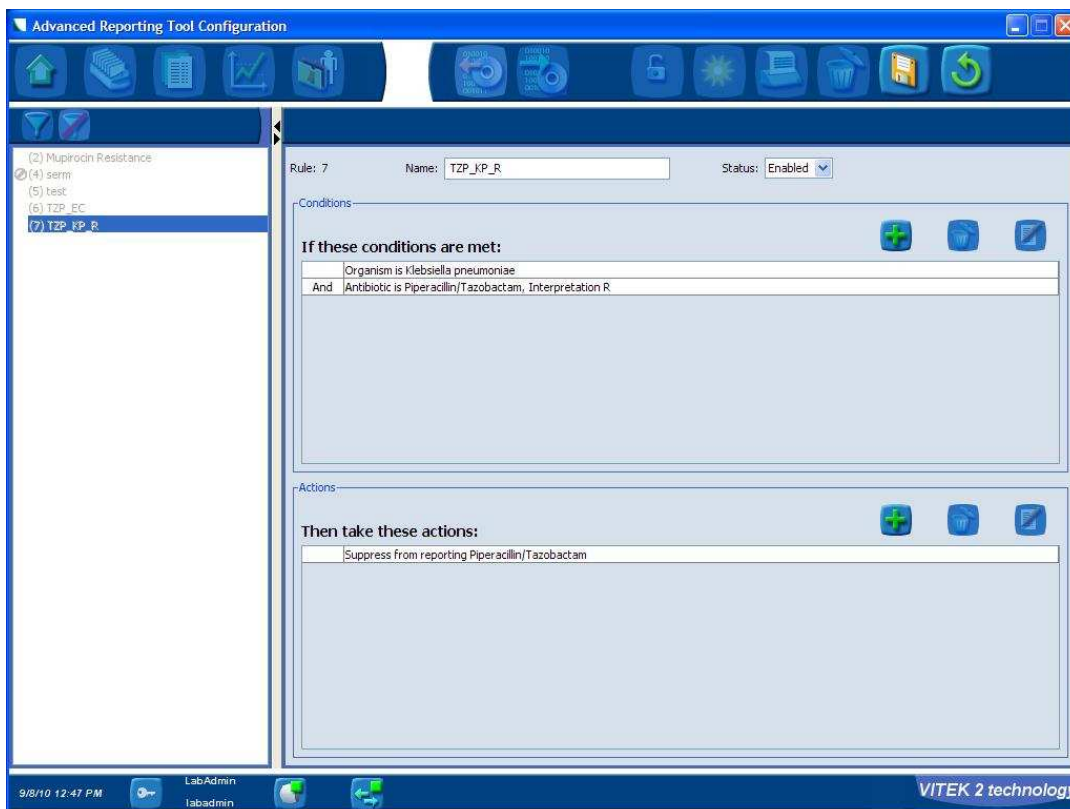 Advanced Reporting Tool Configuration
(2) Mupirocin Resistance
(4) serm
(5) test
(6) TZP_EC
(7) TZP_KP_R
Rule: 7 Name: TZP_KP_R Status: Enabled
Conditions
If these conditions are met:
Organism is Klebsiella pneumoniae
And Antibiotic is Piperacillin/Tazobactam, Interpretation R
Actions
Then take these actions:
Suppress from reporting Piperacillin/Tazobactam
9/8/10 12:47 PM
LabAdmin
labadmin
VITEK 2 technology